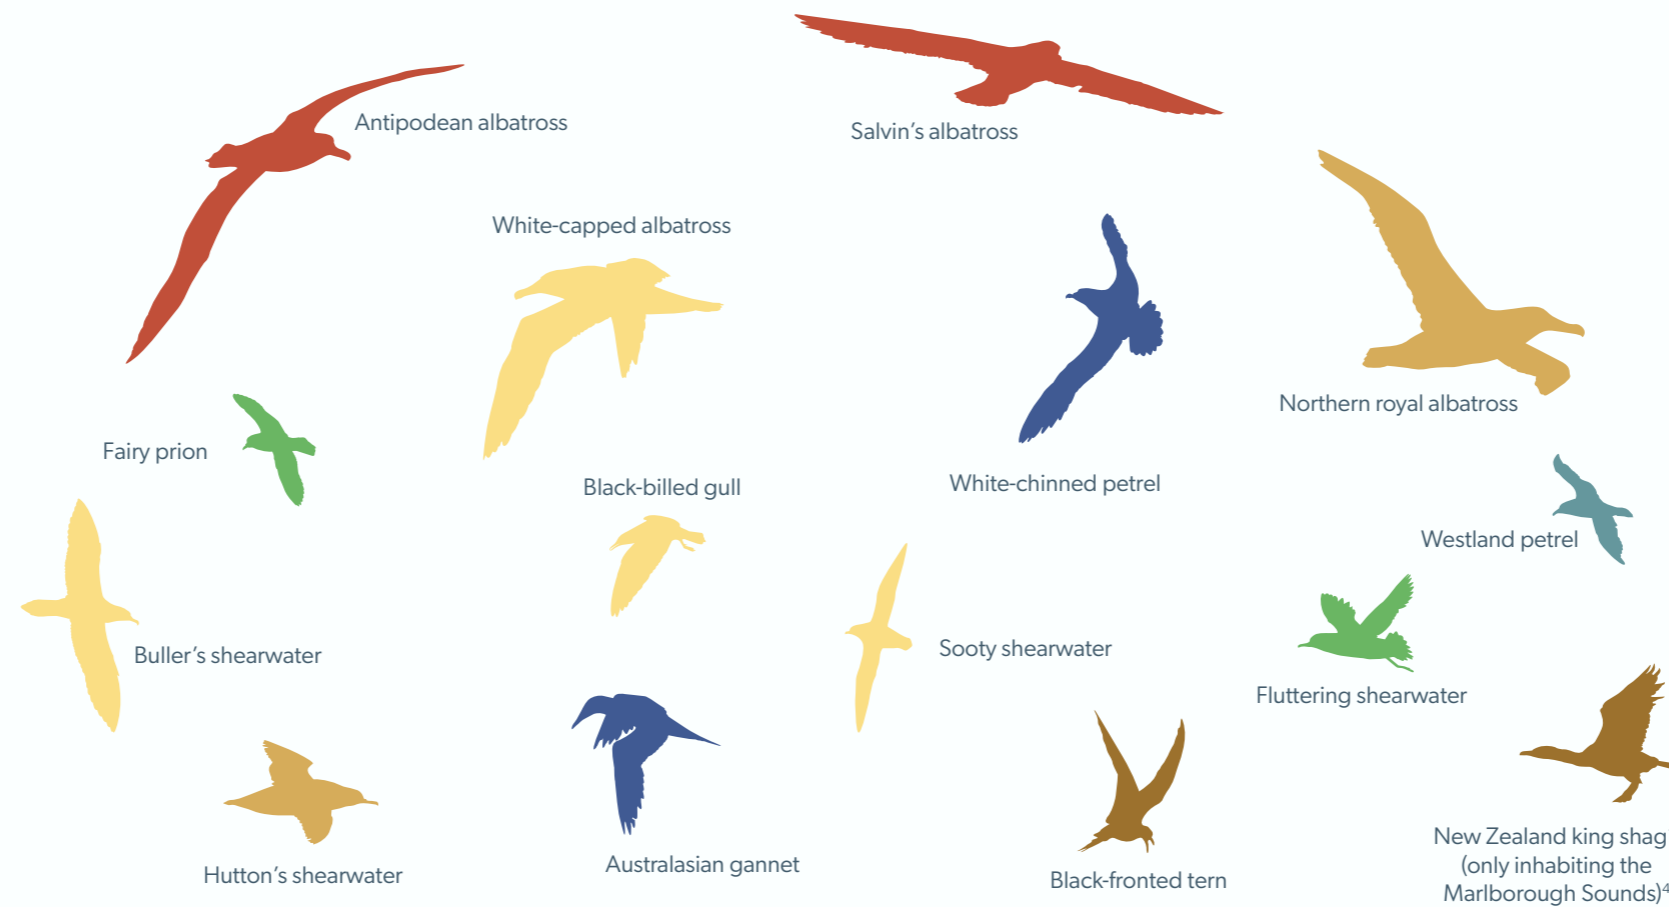 Antipodean albatross
Salvin's albatross
White-capped albatross
Northern royal albatross
Fairy prion
Black-billed gull
White-chinned petrel
Westland petrel
Buller's shearwater
Sooty shearwater
Fluttering shearwater
Hutton's shearwater
Australasian gannet
Black-fronted tern
New Zealand king shag
(only inhabiting the
Marlborough Sounds)⁴